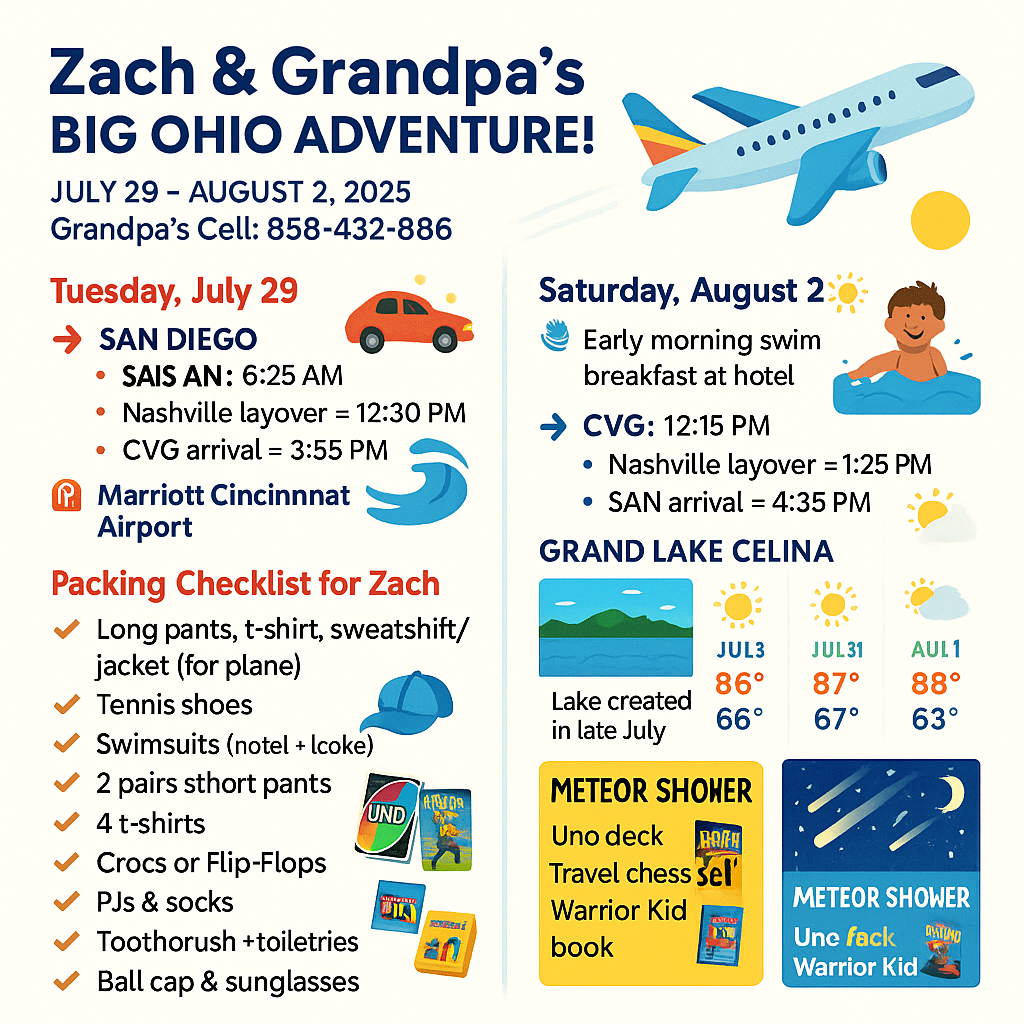 Zach & Grandpa's
BIG OHIO ADVENTURE!
JULY 29 – AUGUST 2, 2025
Grandpa's Cell: 858-432-886
Tuesday, July 29
SAN DIEGO
SAIS AN: 6:25 AM
Nashville layover = 12:30 PM
CVG arrival = 3:55 PM
Marriott Cincinnnat
Airport
Packing Checklist for Zach
Long pants, t-shirt, sweatshift/
jacket (for plane)
Tennis shoes
Swimsuits (notel + lcoke)
2 pairs sthort pants
4 t-shirts
Crocs or Flip-Flops
PJs & socks
Toothorush +toiletries
Ball cap & sunglasses
UND
Saturday, August 2
Early morning swim
breakfast at hotel
CVG: 12:15 PM
Nashville layover = 1:25 PM
SAN arrival = 4:35 PM
GRAND LAKE CELINA
Lake created
in late July
JUL3
86°
66°
JUL31
87°
67°
AUL1
88°
63°
METEOR SHOWER
Uno deck
Travel chess sel'
Warrior Kid
book
METEOR SHOWER
Une fack
Warrior Kid